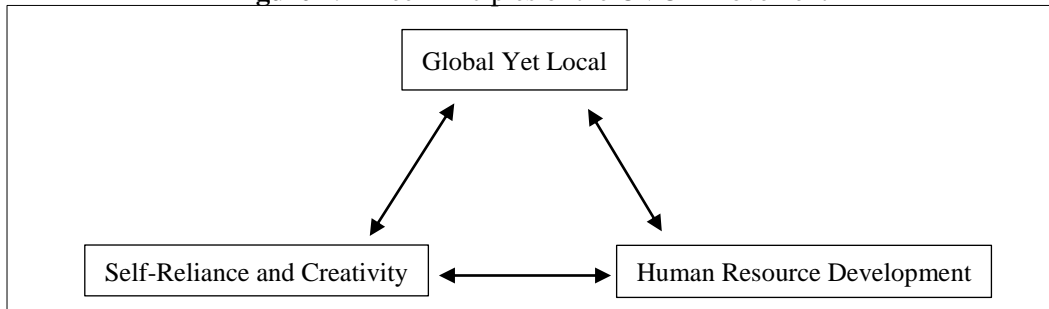 Global Yet Local
Self-Reliance and Creativity
Human Resource Development